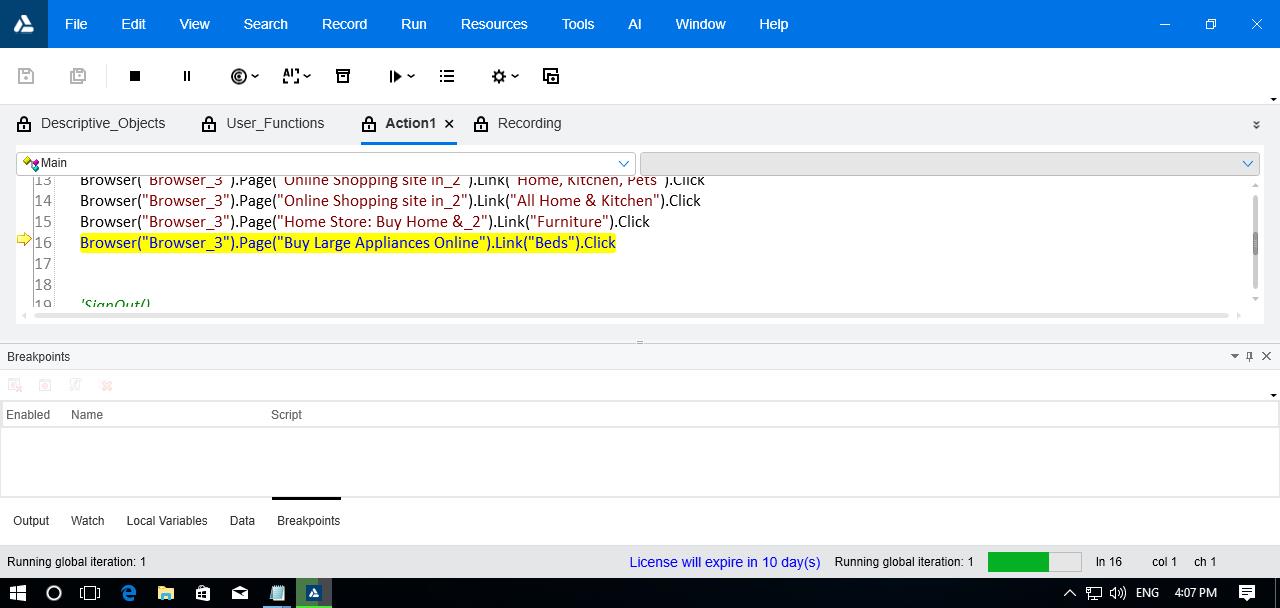 File Edit View Search Record Run Resources Tools AI Window Help
Descriptive_Objects User_Functions Action1 Recording
Main
13 Browser("Browser_3").Page("Online Shopping site in_2").Link("Home, Kitchen, Pets").Click
14 Browser("Browser_3").Page("Online Shopping site in_2").Link("All Home & Kitchen").Click
15 Browser("Browser_3").Page("Home Store: Buy Home &_2").Link("Furniture").Click
16 Browser("Browser_3").Page("Buy Large Appliances Online").Link("Beds").Click
17
18
19 'SignOut()
Breakpoints
Enabled Name Script
Output Watch Local Variables Data Breakpoints
Running global iteration: 1 License will expire in 10 day(s) Running global iteration: 1 ln 16 col 1 ch 1
ENG 4:07 PM